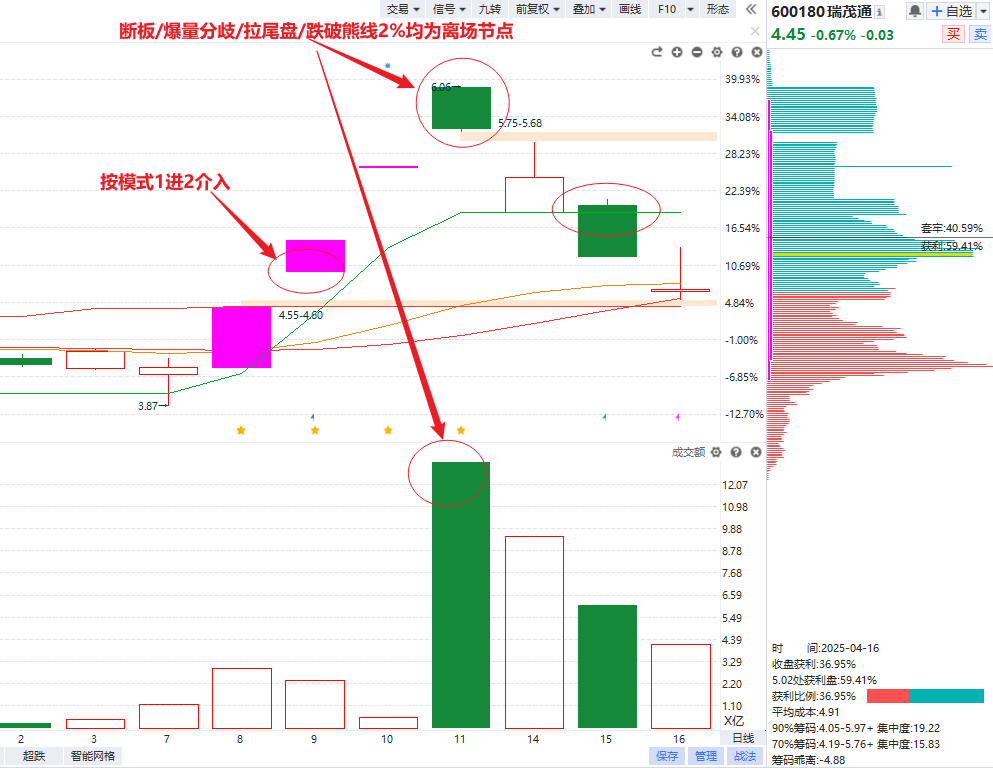 交易 信号 九转 前复权 叠加 画线 F10 形态
600180 瑞茂通
+自选
4.45 -0.67% -0.03
买 卖
断板/爆量分歧/拉尾盘/跌破熊线2%均为离场节点
按模式1进2介入
6.06→
5.75-5.68
4.55-4.60
3.87→
39.93%
34.08%
28.23%
22.39%
16.54%
10.69%
4.84%
-1.00%
-6.85%
-12.70%
套牢:40.59%
获利:59.41%
成交额
12.07
10.98
9.88
8.78
7.68
6.59
5.49
4.39
3.29
2.20
1.10
X亿
2 3 7 8 9 10 11 14 15 16 日线
超跌 智能网格 保存 管理 战法
时 间:2025-04-16
收盘获利:36.95%
5.02处获利盘:59.41%
获利比例:36.95%
平均成本:4.91
90%筹码:4.05-5.97+ 集中度:19.22
70%筹码:4.19-5.76+ 集中度:15.83
筹码乖离:-4.88